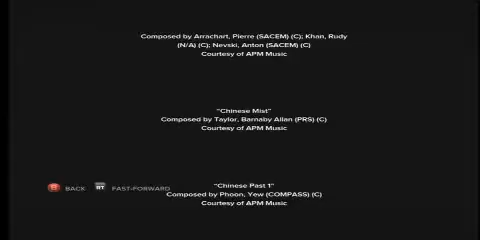 Composed by Arrachart, Pierre (SACEM) (C); Khan, Rudy
(N/A) (C); Nevski, Anton (SACEM) (C)
Courtesy of APM Music
“Chinese Mist”
Composed by Taylor, Barnaby Allan (PRS) (C)
Courtesy of APM Music
“Chinese Past 1”
B BACK RT FAST-FORWARD
Composed by Phoon, Yew (COMPASS) (C)
Courtesy of APM Music